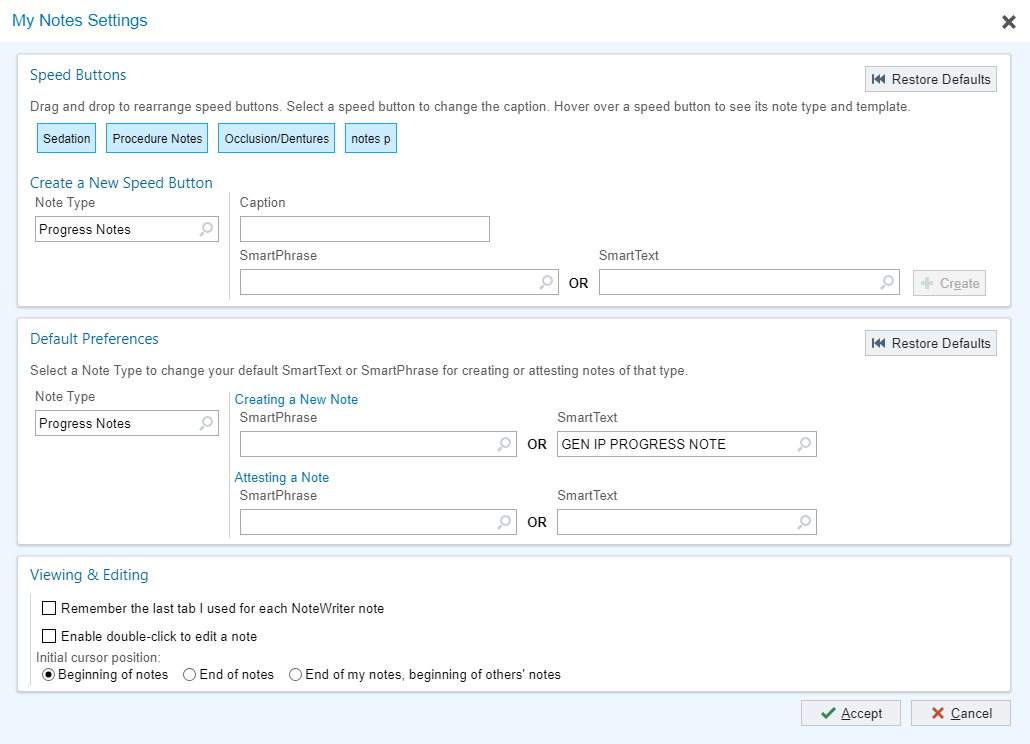 My Notes Settings
Speed Buttons
Restore Defaults
Drag and drop to rearrange speed buttons. Select a speed button to change the caption. Hover over a speed button to see its note type and template.
Sedation Procedure Notes Occlusion/Dentures notes p
Create a New Speed Button
Note Type Caption
Progress Notes
SmartPhrase SmartText
OR Create
Default Preferences
Restore Defaults
Select a Note Type to change your default SmartText or SmartPhrase for creating or attesting notes of that type.
Note Type Creating a New Note
SmartPhrase SmartText
Progress Notes
OR GEN IP PROGRESS NOTE
Attesting a Note
SmartPhrase SmartText
OR
Viewing & Editing
Remember the last tab I used for each NoteWriter note
Enable double-click to edit a note
Initial cursor position:
Beginning of notes End of notes End of my notes, beginning of others' notes
Accept Cancel